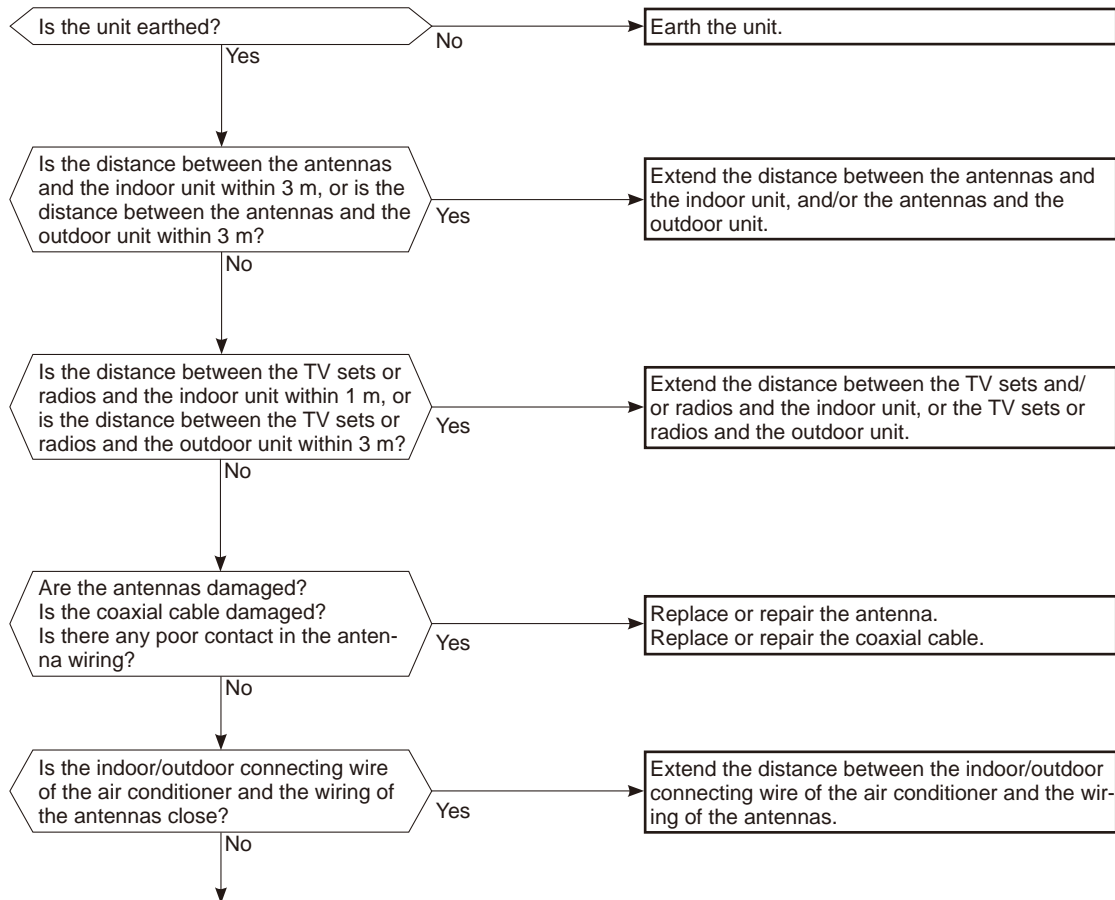 Is the unit earthed?
No
Earth the unit.
Yes
Is the distance between the antennas
and the indoor unit within 3 m, or is the
distance between the antennas and the
outdoor unit within 3 m?
Yes
Extend the distance between the antennas and
the indoor unit, and/or the antennas and the
outdoor unit.
No
Is the distance between the TV sets or
radios and the indoor unit within 1 m, or
is the distance between the TV sets or
radios and the outdoor unit within 3 m?
Yes
Extend the distance between the TV sets and/
or radios and the indoor unit, or the TV sets or
radios and the outdoor unit.
No
Are the antennas damaged?
Is the coaxial cable damaged?
Is there any poor contact in the anten-
na wiring?
Yes
Replace or repair the antenna.
Replace or repair the coaxial cable.
No
Is the indoor/outdoor connecting wire
of the air conditioner and the wiring of
the antennas close?
Yes
Extend the distance between the indoor/outdoor
connecting wire of the air conditioner and the wir-
ing of the antennas.
No